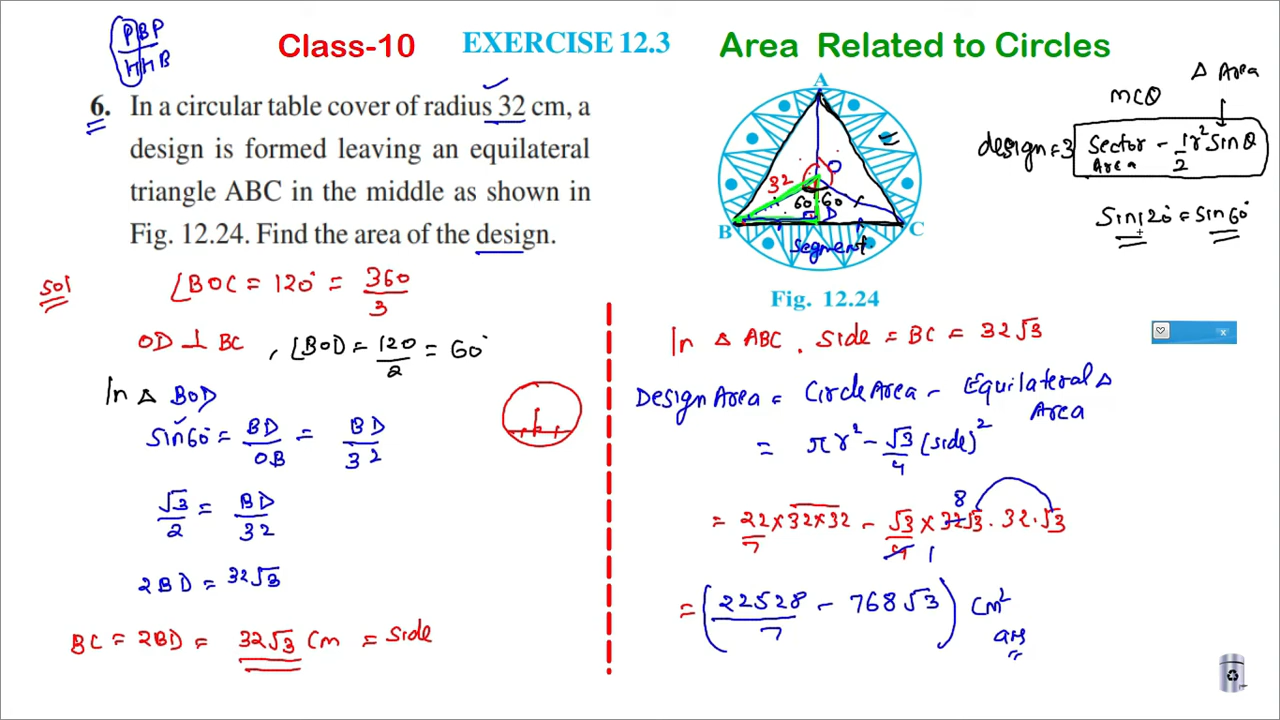 PBP
HHB
Class-10 EXERCISE 12.3 Area Related to Circles
6. In a circular table cover of radius 32 cm, a
design is formed leaving an equilateral
triangle ABC in the middle as shown in
Fig. 12.24. Find the area of the design.
A
O
32
60 60
B
D
C
segment
Fig. 12.24
△ Area
MCQ
design = 3 Sector Area - 1/2 r² Sin θ
Sin120° = Sin60°
Sol
∠BOC = 120° = 360/3
OD ⊥ BC , ∠BOD = 120/2 = 60°
In △ BOD
Sin60° = BD/OB = BD/32
√3/2 = BD/32
2BD = 32√3
BC = 2BD = 32√3 Cm = Side
In △ ABC . Side = BC = 32√3
Design Area = Circle Area - Equilateral △ Area
= πr² - √3/4 (side)²
= 22/7 × 32 × 32 - √3/4 × 32√3 . 32 . √3
8
1
= (22528/7 - 768√3) Cm²
ans